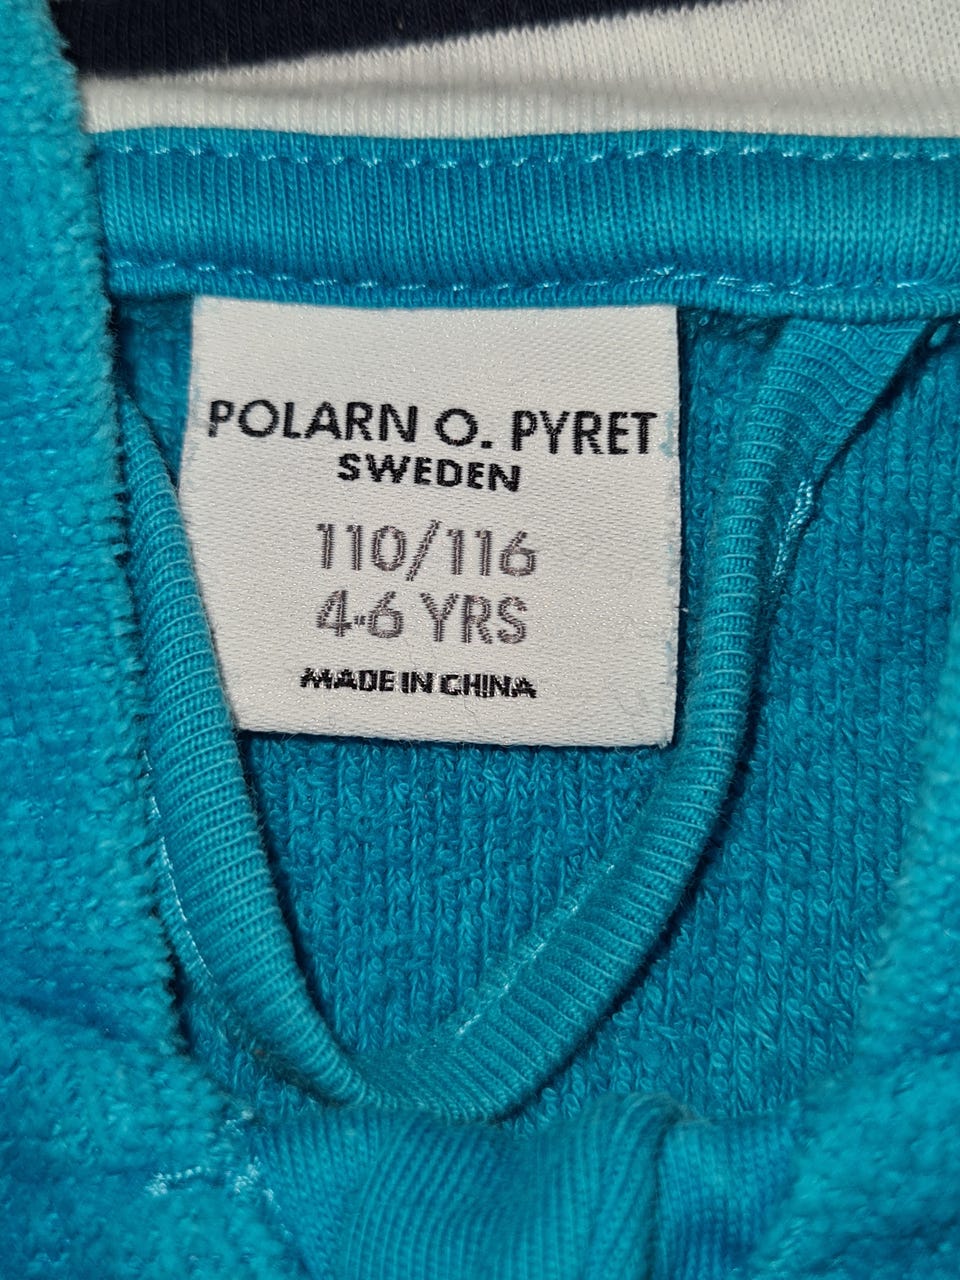 POLARN O. PYRET
SWEDEN
110/116
4-6 YRS
MADE IN CHINA